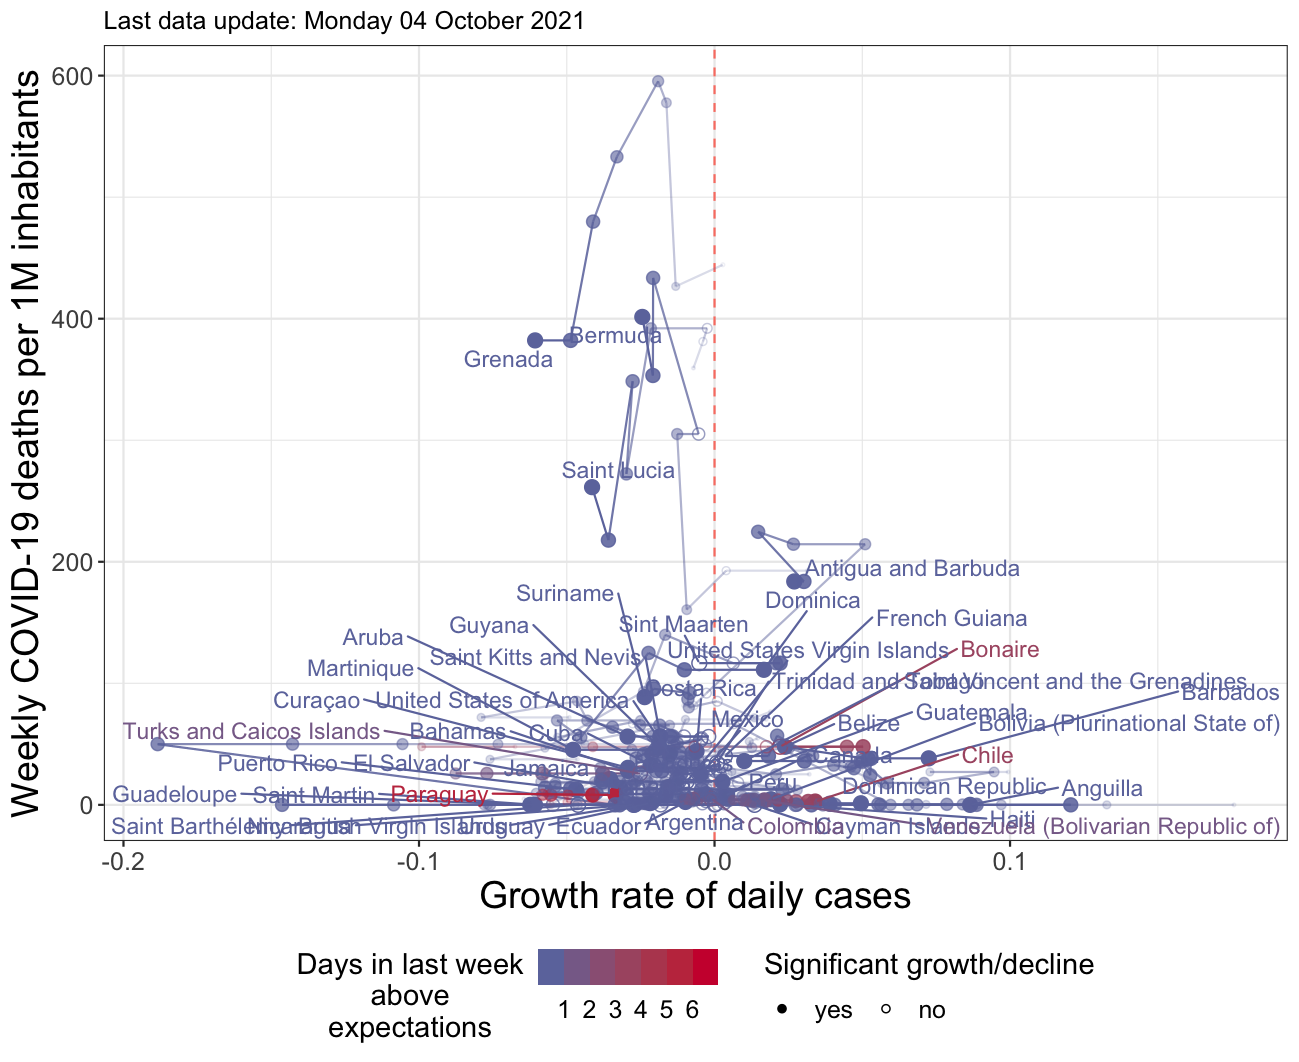 Last data update: Monday 04 October 2021
Weekly COVID-19 deaths per 1M inhabitants
600
400
200
0
Bermuda
Grenada
Saint Lucia
Antigua and Barbuda
Suriname
Dominica
French Guiana
Guyana
Sint Maarten
Aruba
United States Virgin Islands
Bonaire
Martinique
Saint Kitts and Nevis
Costa Rica
Trinidad and Tobago
Saint Vincent and the Grenadines
Barbados
Curaçao
United States of America
Guatemala
Mexico
Belize
Bolivia (Plurinational State of)
Turks and Caicos Islands
Bahamas
Cuba
Canada
Chile
Puerto Rico
El Salvador
Jamaica
Peru
Dominican Republic
Anguilla
Guadeloupe
Saint Martin
Paraguay
Haiti
Saint Barthélemy
Nicaragua
British Virgin Islands
Uruguay
Ecuador
Argentina
Colombia
Cayman Islands
Venezuela (Bolivarian Republic of)
-0.2
-0.1
0.0
0.1
Growth rate of daily cases
Days in last week
above
expectations
1 2 3 4 5 6
Significant growth/decline
yes
no